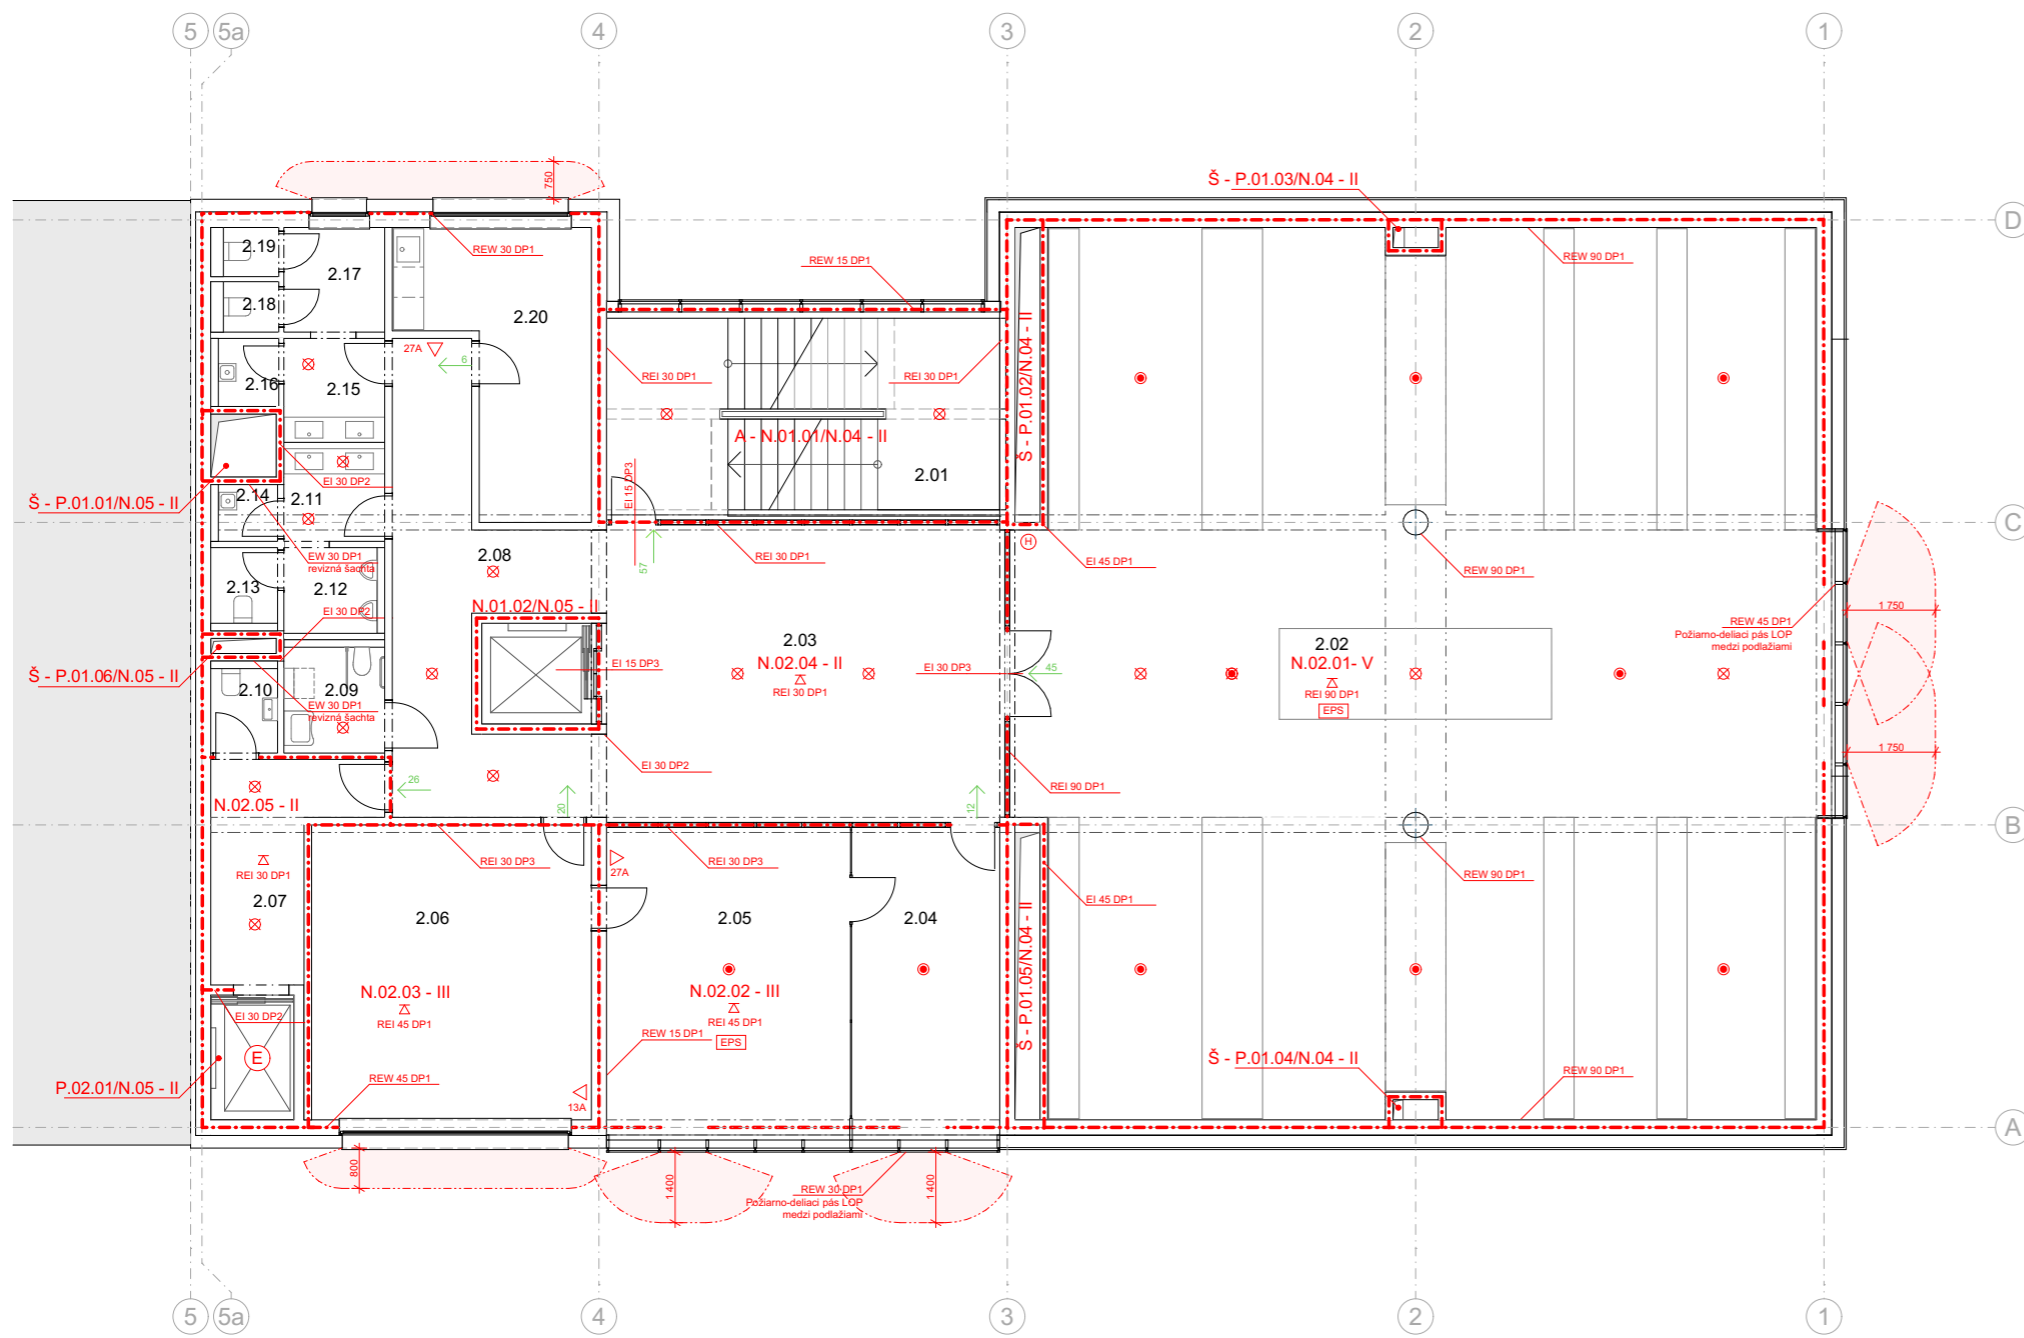 5
5a
4
3
2
1
Š - P.01.03/N.04 - II
750
D
2.19
2.17
REW 30 DP1
REW 15 DP1
REW 90 DP1
2.18
2.20
27A
6
2.16
2.15
REI 30 DP1
REI 30 DP1
Š - P.01.02/N.04 - II
A - N.01.01/N.04 - II
EI 15 DP3
2.01
EI 30 DP2
Š - P.01.01/N.05 - II
2.14
2.11
C
H
EW 30 DP1
revizná šachta
2.08
57
REI 30 DP1
EI 45 DP1
REW 90 DP1
2.13
2.12
N.01.02/N.05 - II
EI 30 DP2
1 750
REW 45 DP1
Požiarno-deliaci pás LOP
medzi podlažiami
2.03
N.02.04 - II
REI 30 DP1
2.02
N.02.01- V
REI 90 DP1
EPS
EI 15 DP3
EI 30 DP3
45
Š - P.01.06/N.05 - II
2.10
2.09
EW 30 DP1
revizná šachta
1 750
EI 30 DP2
26
REI 90 DP1
N.02.05 - II
20
12
B
REI 30 DP3
REI 30 DP3
27A
REW 90 DP1
REI 30 DP1
2.07
2.06
2.05
2.04
EI 45 DP1
Š - P.01.05/N.04 - II
N.02.03 - III
REI 45 DP1
N.02.02 - III
REI 45 DP1
EPS
EI 30 DP2
REW 15 DP1
E
Š - P.01.04/N.04 - II
P.02.01/N.05 - II
REW 45 DP1
13A
REW 90 DP1
A
800
1 400
1 400
REW 30 DP1
Požiarno-deliaci pás LOP
medzi podlažiami
5
5a
4
3
2
1